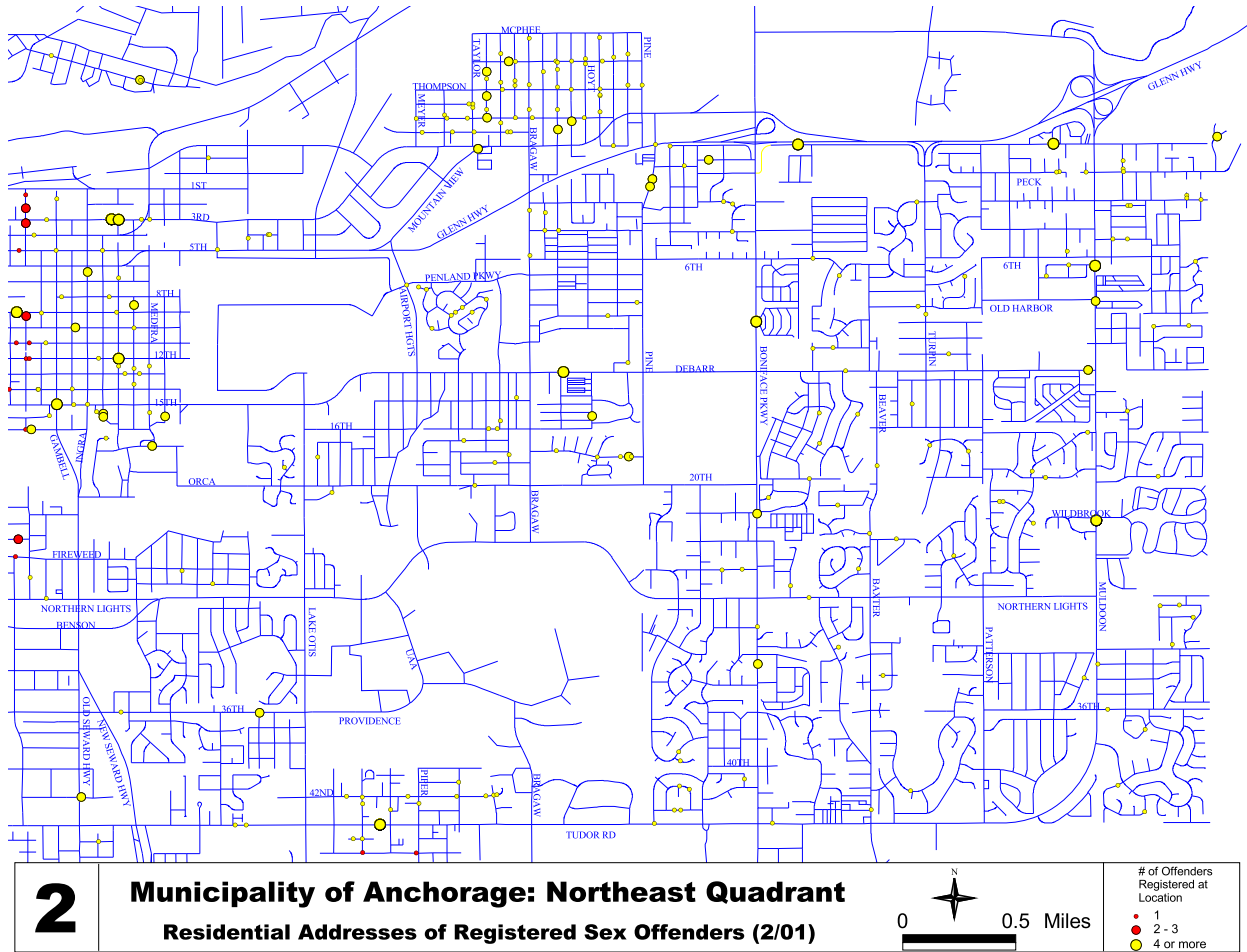 MCPHEE
PINE
TAYLOR
HOY
GLENN HWY
THOMPSON
MEYER
BRAGAW
1ST
PECK
MOUNTAIN VIEW
3RD
GLENN HWY
5TH
6TH
6TH
PENLAND PKWY
8TH
AIRPORT HGTS
MEDFRA
OLD HARBOR
12TH
TURPIN
PINE
BONIFACE PKWY
DEBARR
15TH
BEAVER
16TH
GAMBELL
INGRA
ORCA
20TH
BRAGAW
WILDBROOK
FIREWEED
BAXTER
MULDOON
NORTHERN LIGHTS
NORTHERN LIGHTS
LAKE OTIS
BENSON
UAA
PATTERSON
36TH
36TH
PROVIDENCE
OLD SEWARD HWY
NEW SEWARD HWY
40TH
PIPER
BRAGAW
42ND
TUDOR RD
2
Municipality of Anchorage: Northeast Quadrant
Residential Addresses of Registered Sex Offenders (2/01)
N
0 0.5 Miles
# of Offenders
Registered at
Location
1
2 - 3
4 or more